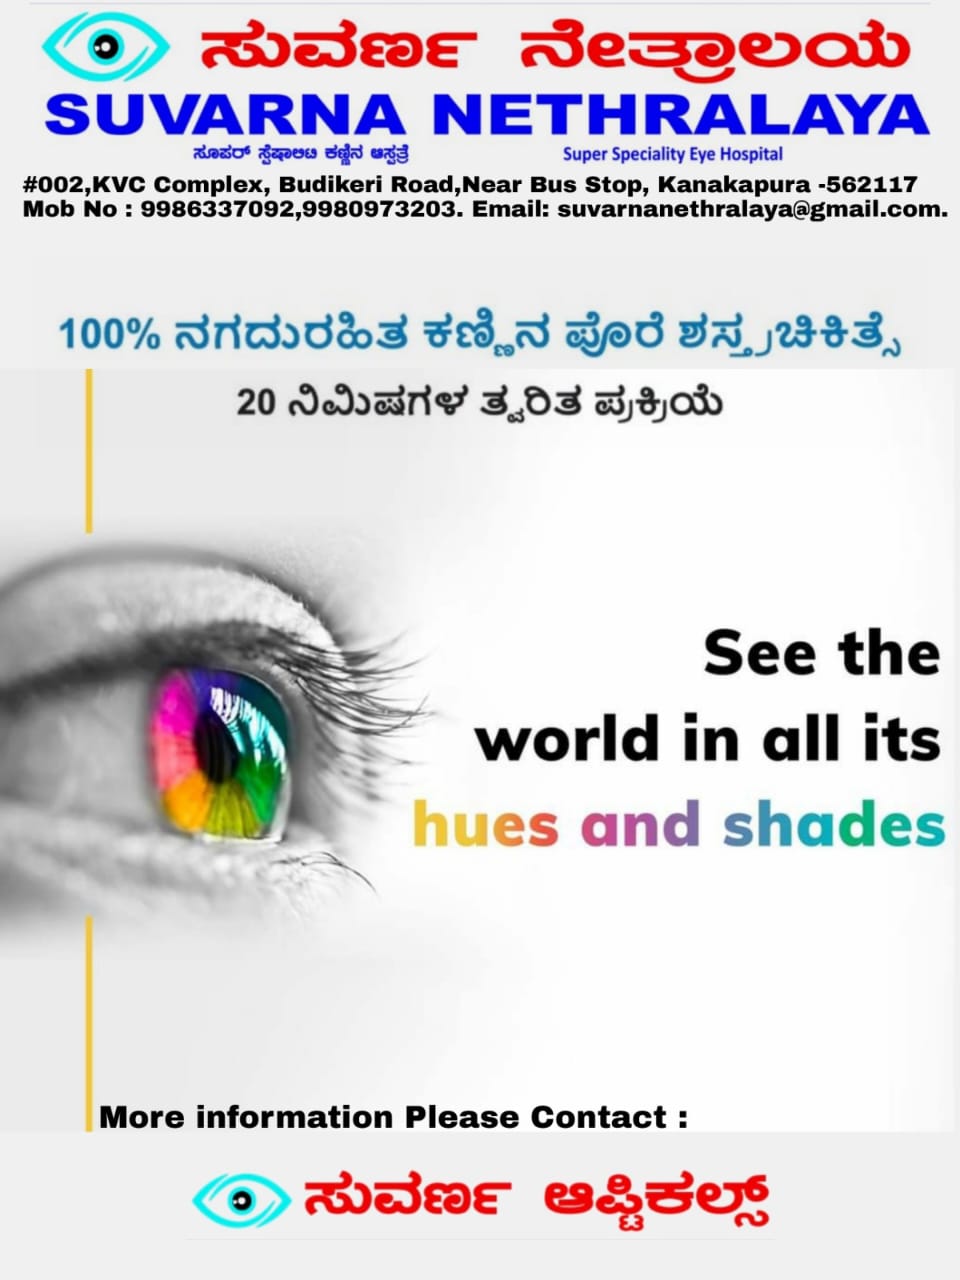 ಸುವರ್ಣ ನೇತ್ರಾಲಯ
SUVARNA NETHRALAYA
ಸೂಪರ್ ಸ್ಪೆಷಾಲಿಟಿ ಕಣ್ಣಿನ ಆಸ್ಪತ್ರೆ Super Speciality Eye Hospital
#002,KVC Complex, Budikeri Road,Near Bus Stop, Kanakapura -562117
Mob No : 9986337092,9980973203. Email: suvarnanethralaya@gmail.com.
100% ನಗದುರಹಿತ ಕಣ್ಣಿನ ಪೊರೆ ಶಸ್ತ್ರಚಿಕಿತ್ಸೆ
20 ನಿಮಿಷಗಳ ತ್ವರಿತ ಪ್ರಕ್ರಿಯೆ
See the
world in all its
hues and shades
More information Please Contact :
ಸುವರ್ಣ ಆಪ್ಟಿಕಲ್ಸ್